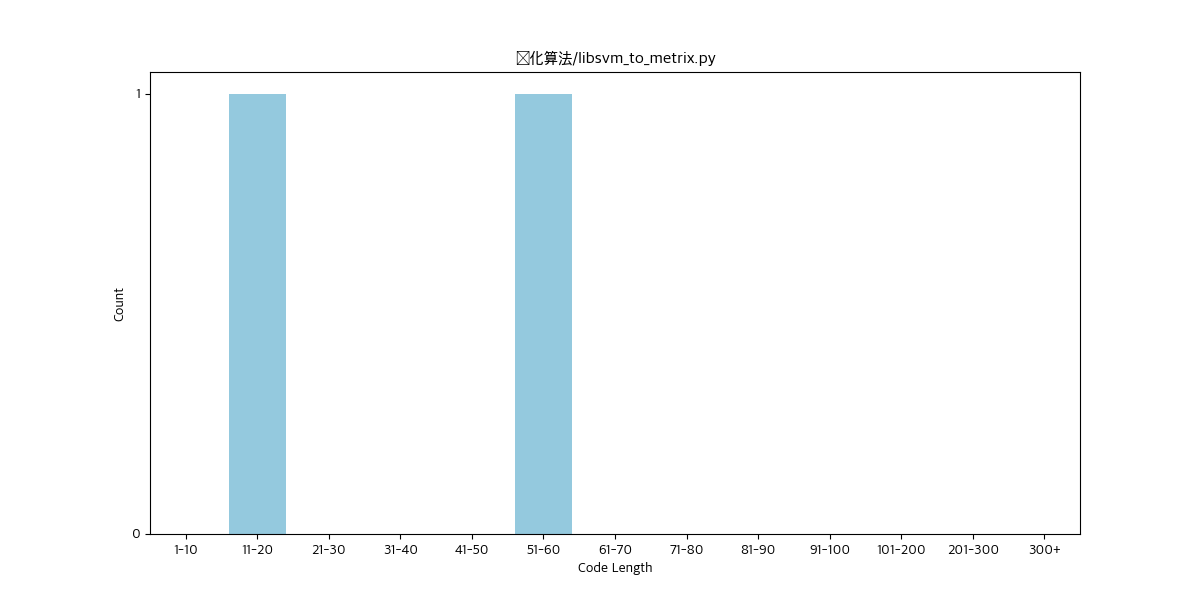 化算法/libsvm_to_metrix.py
1
0
Count
1-10 11-20 21-30 31-40 41-50 51-60 61-70 71-80 81-90 91-100 101-200 201-300 300+
Code Length